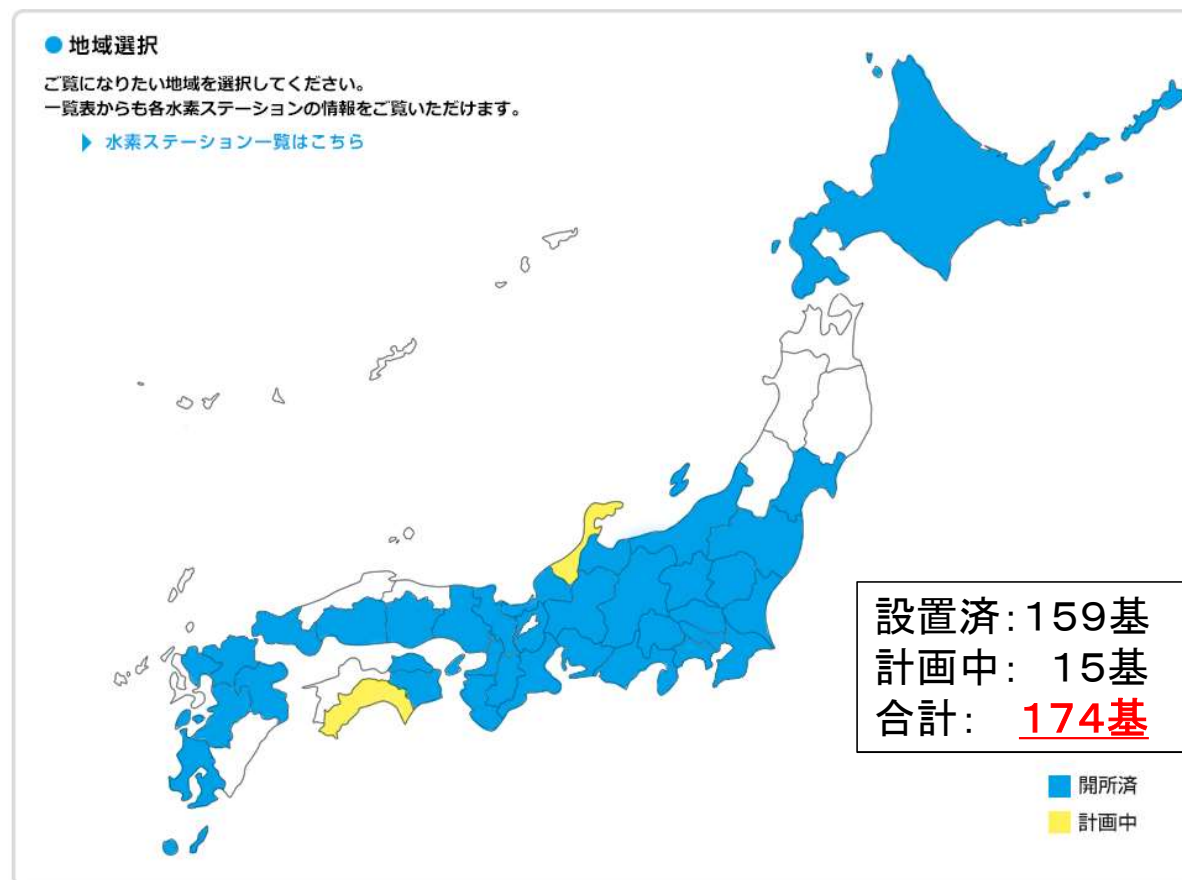 ● 地域選択
ご覧になりたい地域を選択してください。
一覧表からも各水素ステーションの情報をご覧いただけます。
▶ 水素ステーション一覧はこちら
設置済:159基
計画中: 15基
合計: 174基
開所済
計画中